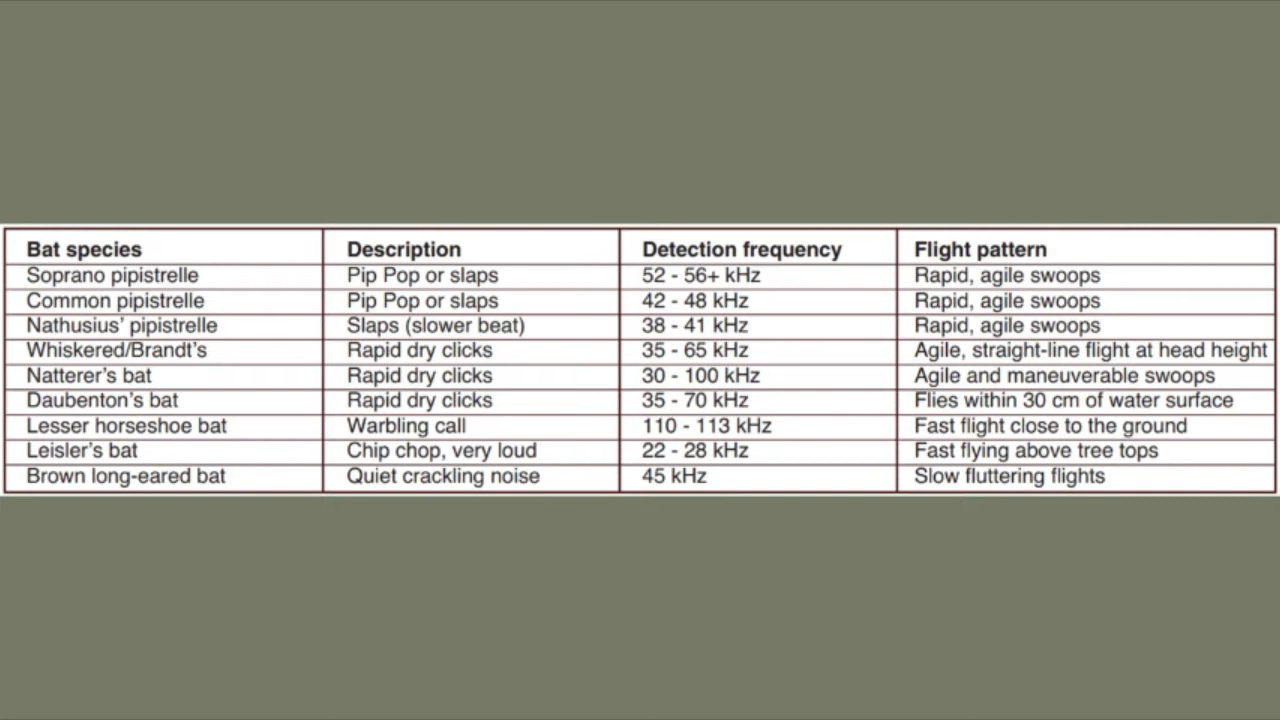 Bat species Description Detection frequency Flight pattern
Soprano pipistrelle Pip Pop or slaps 52 - 56+ kHz Rapid, agile swoops
Common pipistrelle Pip Pop or slaps 42 - 48 kHz Rapid, agile swoops
Nathusius’ pipistrelle Slaps (slower beat) 38 - 41 kHz Rapid, agile swoops
Whiskered/Brandt’s Rapid dry clicks 35 - 65 kHz Agile, straight-line flight at head height
Natterer’s bat Rapid dry clicks 30 - 100 kHz Agile and maneuverable swoops
Daubenton’s bat Rapid dry clicks 35 - 70 kHz Flies within 30 cm of water surface
Lesser horseshoe bat Warbling call 110 - 113 kHz Fast flight close to the ground
Leisler’s bat Chip chop, very loud 22 - 28 kHz Fast flying above tree tops
Brown long-eared bat Quiet crackling noise 45 kHz Slow fluttering flights